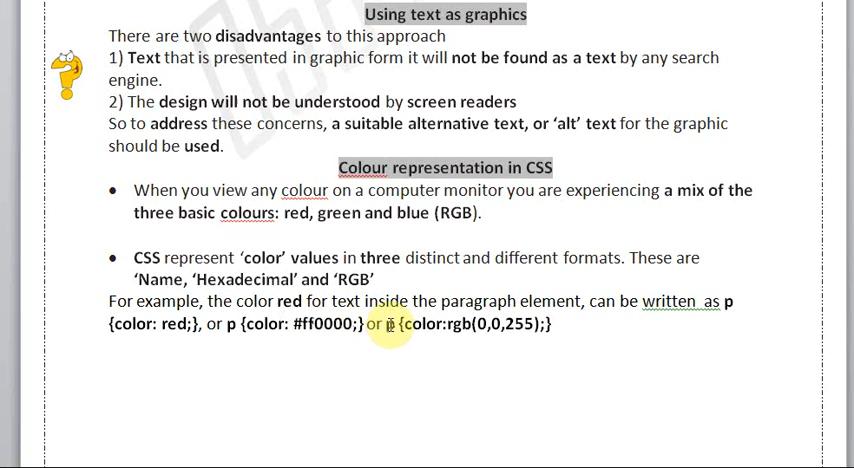 Using text as graphics
There are two disadvantages to this approach
1) Text that is presented in graphic form it will not be found as a text by any search
engine.
2) The design will not be understood by screen readers
So to address these concerns, a suitable alternative text, or ‘alt’ text for the graphic
should be used.
Colour representation in CSS
• When you view any colour on a computer monitor you are experiencing a mix of the
three basic colours: red, green and blue (RGB).
• CSS represent ‘color’ values in three distinct and different formats. These are
‘Name, ‘Hexadecimal’ and ‘RGB’
For example, the color red for text inside the paragraph element, can be written as p
{color: red;}, or p {color: #ff0000;} or p {color:rgb(0,0,255);}